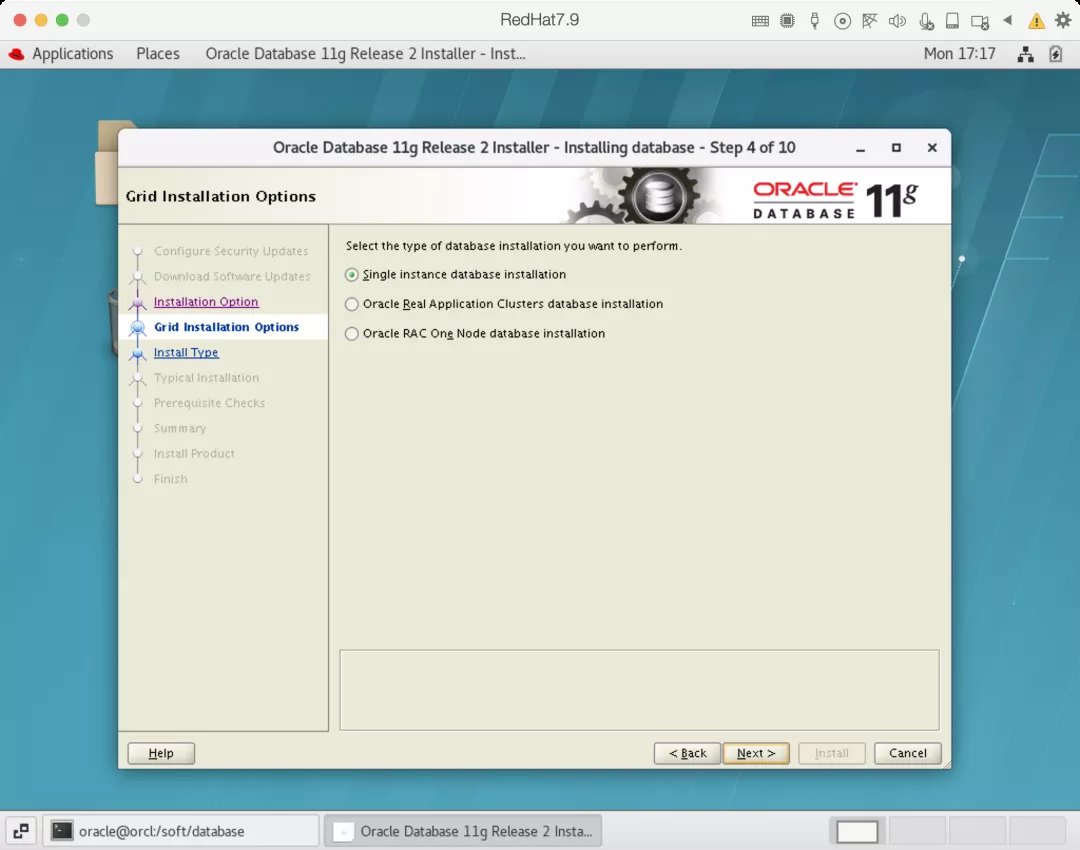 RedHat7.9
Applications Places Oracle Database 11g Release 2 Installer - Inst... Mon 17:17
Oracle Database 11g Release 2 Installer - Installing database - Step 4 of 10
Grid Installation Options
ORACLE
DATABASE
11g
Configure Security Updates
Download Software Updates
Installation Option
Grid Installation Options
Install Type
Typical Installation
Prerequisite Checks
Summary
Install Product
Finish
Select the type of database installation you want to perform.
Single instance database installation
Oracle Real Application Clusters database installation
Oracle RAC One Node database installation
Help < Back Next > Install Cancel
oracle@orcl:/soft/database Oracle Database 11g Release 2 Insta...